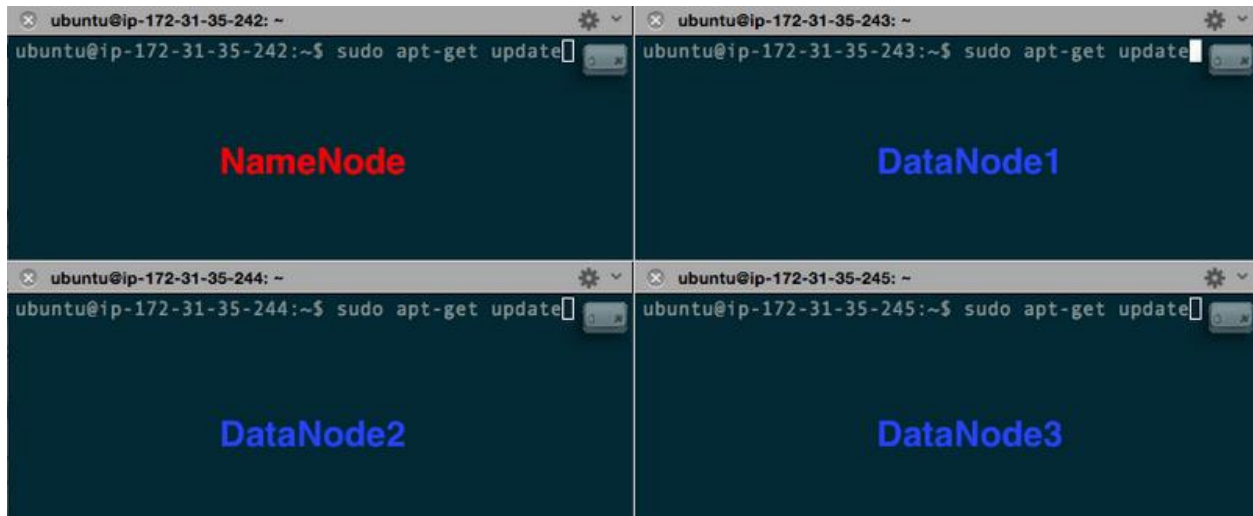 ubuntu@ip-172-31-35-242: ~
ubuntu@ip-172-31-35-242:~$ sudo apt-get update
NameNode
ubuntu@ip-172-31-35-243: ~
ubuntu@ip-172-31-35-243:~$ sudo apt-get update
DataNode1
ubuntu@ip-172-31-35-244: ~
ubuntu@ip-172-31-35-244:~$ sudo apt-get update
DataNode2
ubuntu@ip-172-31-35-245: ~
ubuntu@ip-172-31-35-245:~$ sudo apt-get update
DataNode3